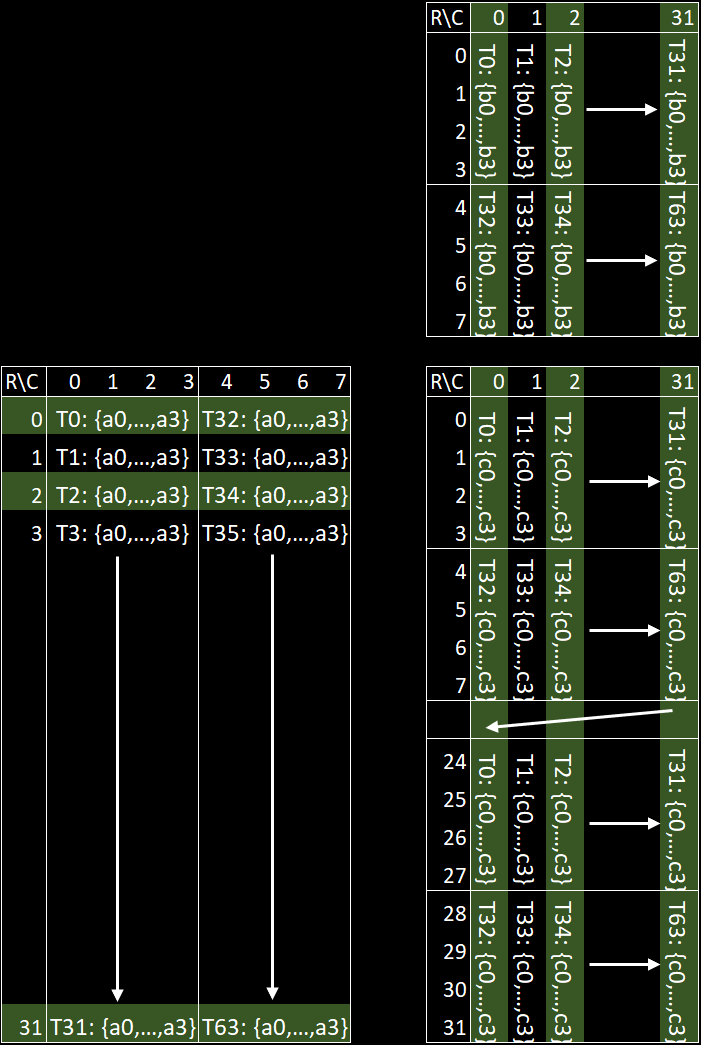 R\C 0 1 2 31
0
1
2
3
T0: {b0,...,b3}
T1: {b0,...,b3}
T2: {b0,...,b3}
T31: {b0,...,b3}
4
5
6
7
T32: {b0,...,b3}
T33: {b0,...,b3}
T34: {b0,...,b3}
T63: {b0,...,b3}
R\C 0 1 2 3 4 5 6 7
0 T0: {a0,...,a3} T32: {a0,...,a3}
1 T1: {a0,...,a3} T33: {a0,...,a3}
2 T2: {a0,...,a3} T34: {a0,...,a3}
3 T3: {a0,...,a3} T35: {a0,...,a3}
31 T31: {a0,...,a3} T63: {a0,...,a3}
R\C 0 1 2 31
0
1
2
3
T0: {c0,...,c3}
T1: {c0,...,c3}
T2: {c0,...,c3}
T31: {c0,...,c3}
4
5
6
7
T32: {c0,...,c3}
T33: {c0,...,c3}
T34: {c0,...,c3}
T63: {c0,...,c3}
24
25
26
27
T0: {c0,...,c3}
T1: {c0,...,c3}
T2: {c0,...,c3}
T31: {c0,...,c3}
28
29
30
31
T32: {c0,...,c3}
T33: {c0,...,c3}
T34: {c0,...,c3}
T63: {c0,...,c3}